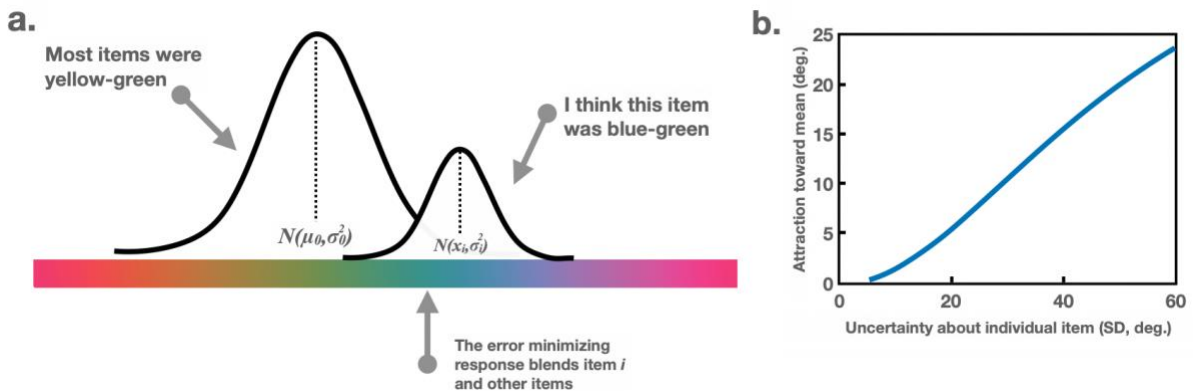 a.
Most items were
yellow-green
I think this item
was blue-green
N(μ₀,σ₀²)
N(xᵢ,σᵢ²)
The error minimizing
response blends item i
and other items
b.
Attraction toward mean (deg.)
25
20
15
10
5
0
0 20 40 60
Uncertainty about individual item (SD, deg.)